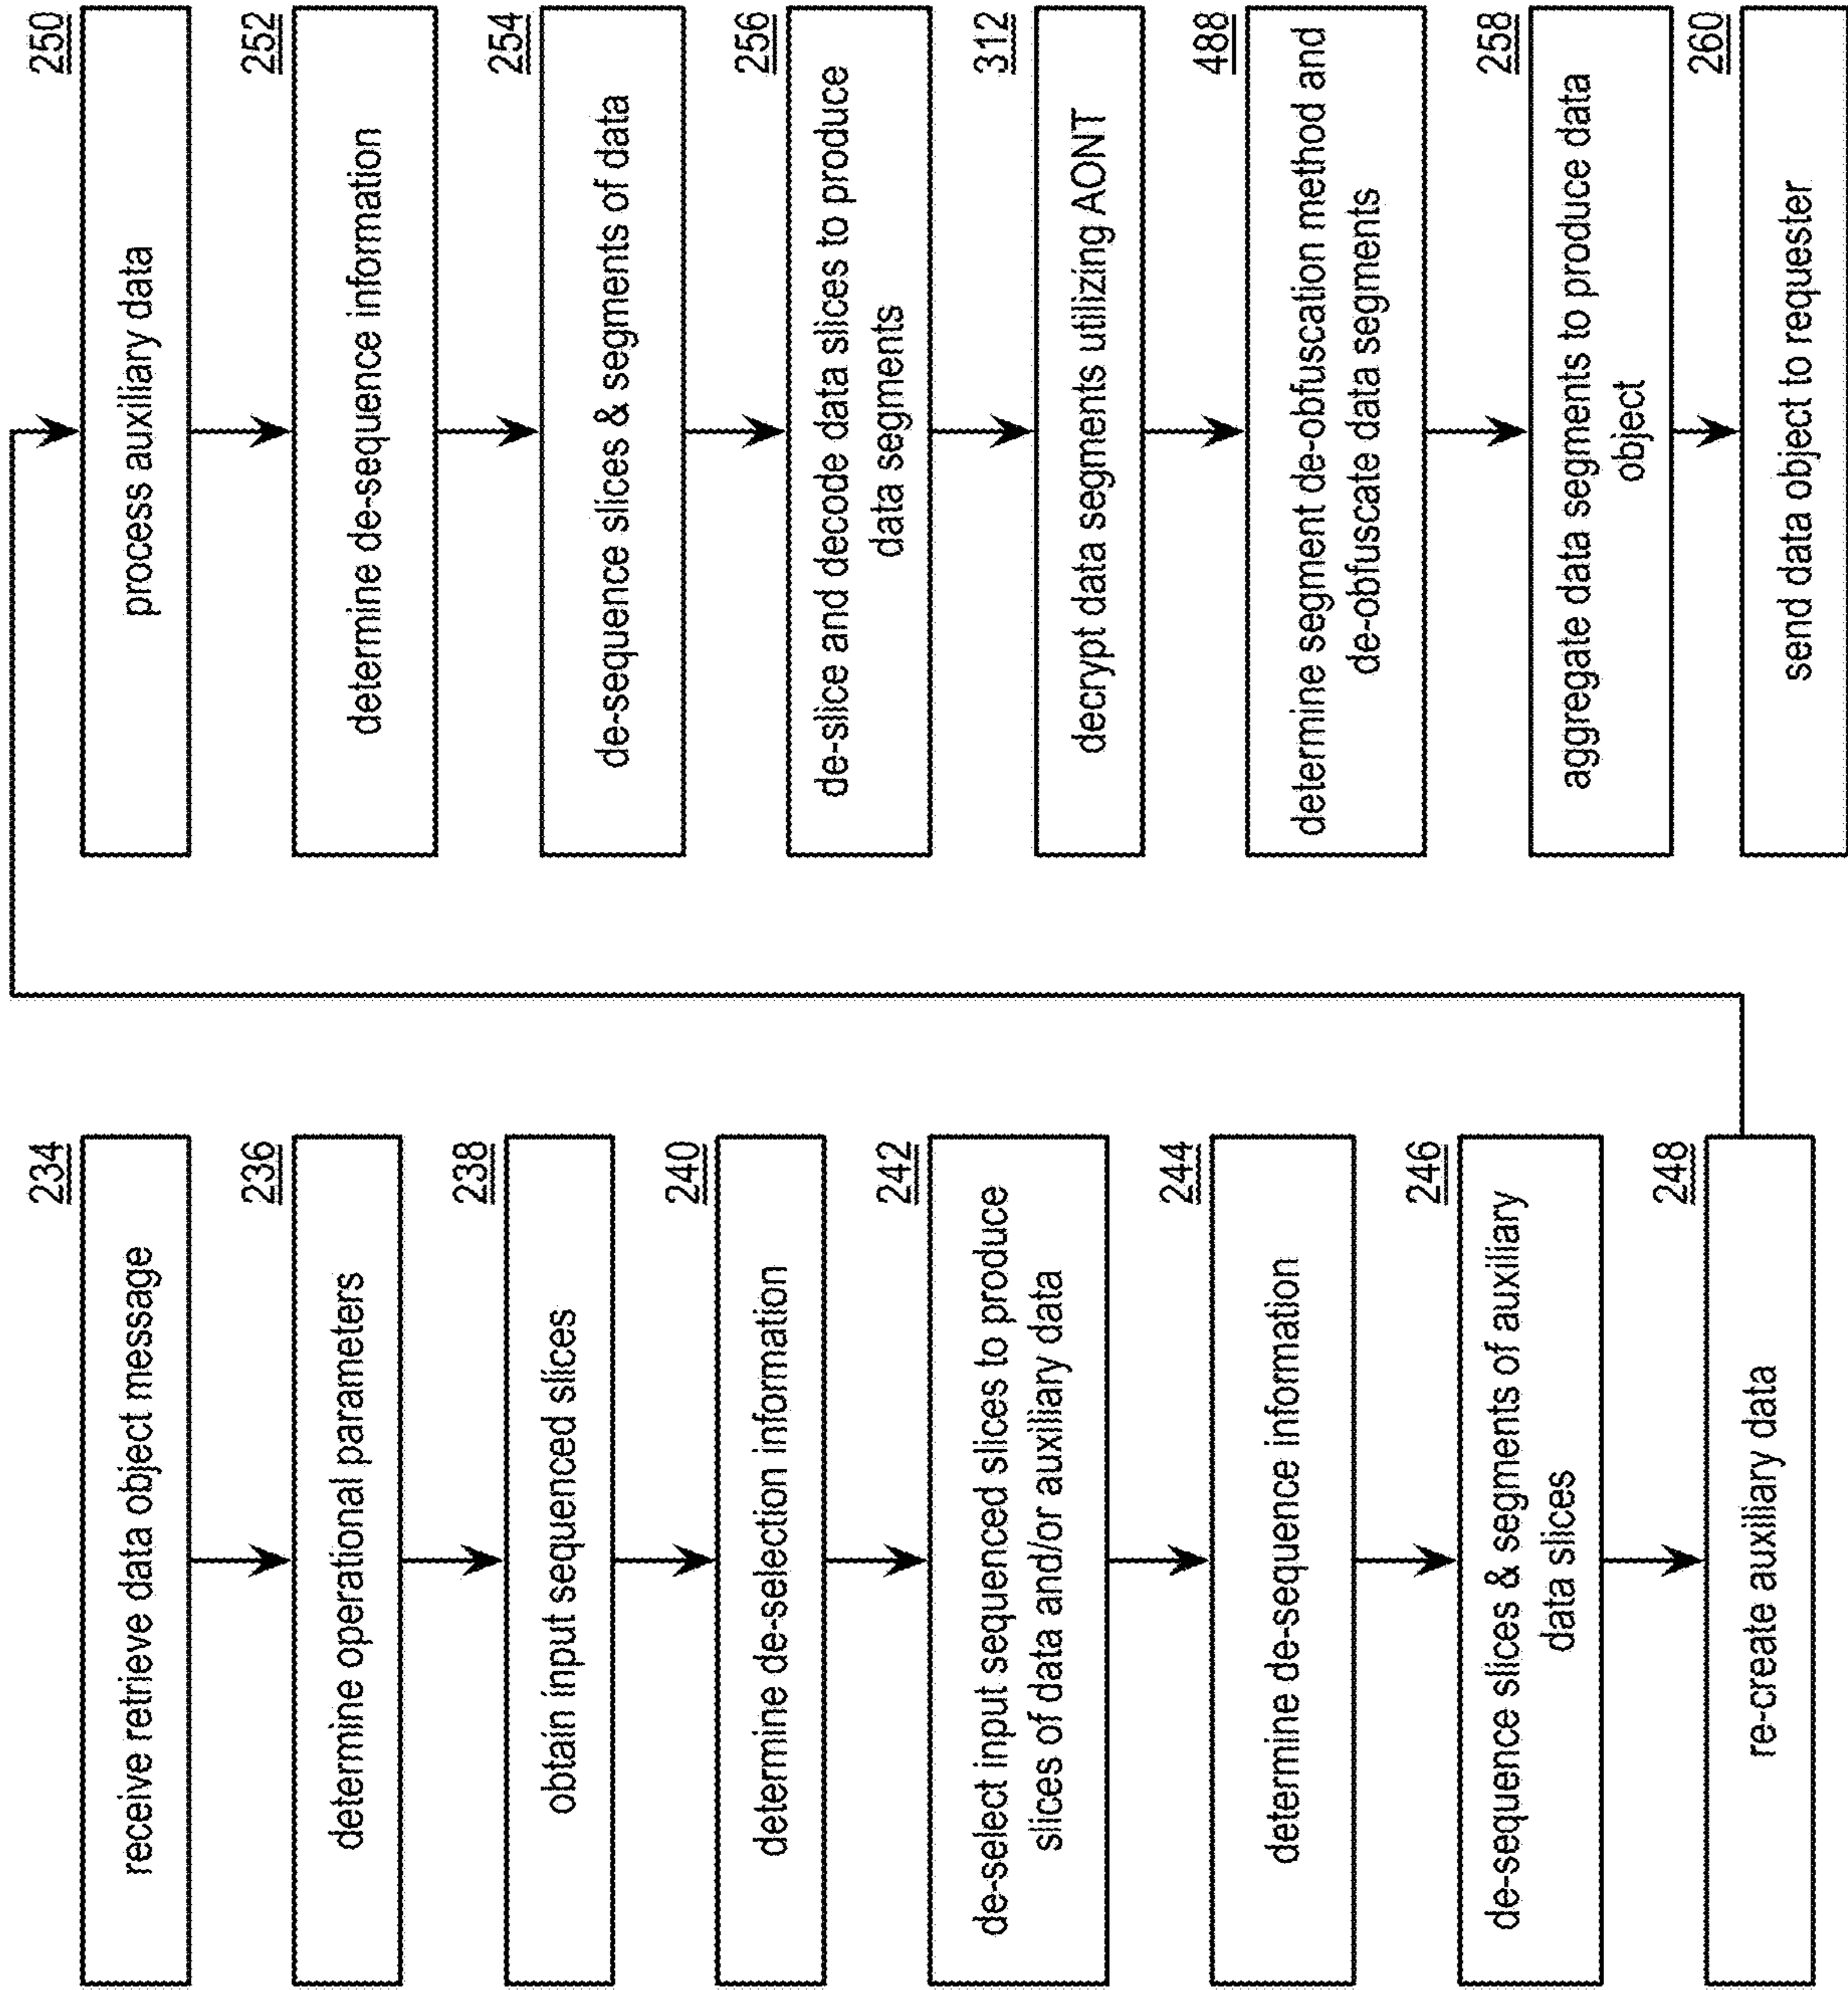 234
receive retrieve data object message
236
determine operational parameters
238
obtain input sequenced slices
240
determine de-selection information
242
de-select input sequenced slices to produce
slices of data and/or auxiliary data
244
determine de-sequence information
246
de-sequence slices & segments of auxiliary
data slices
248
re-create auxiliary data
250
process auxiliary data
252
determine de-sequence information
254
de-sequence slices & segments of data
256
de-slice and decode data slices to produce
data segments
312
decrypt data segments utilizing AONT
488
determine segment de-obfuscation method and
de-obfuscate data segments
258
aggregate data segments to produce data
object
260
send data object to requester